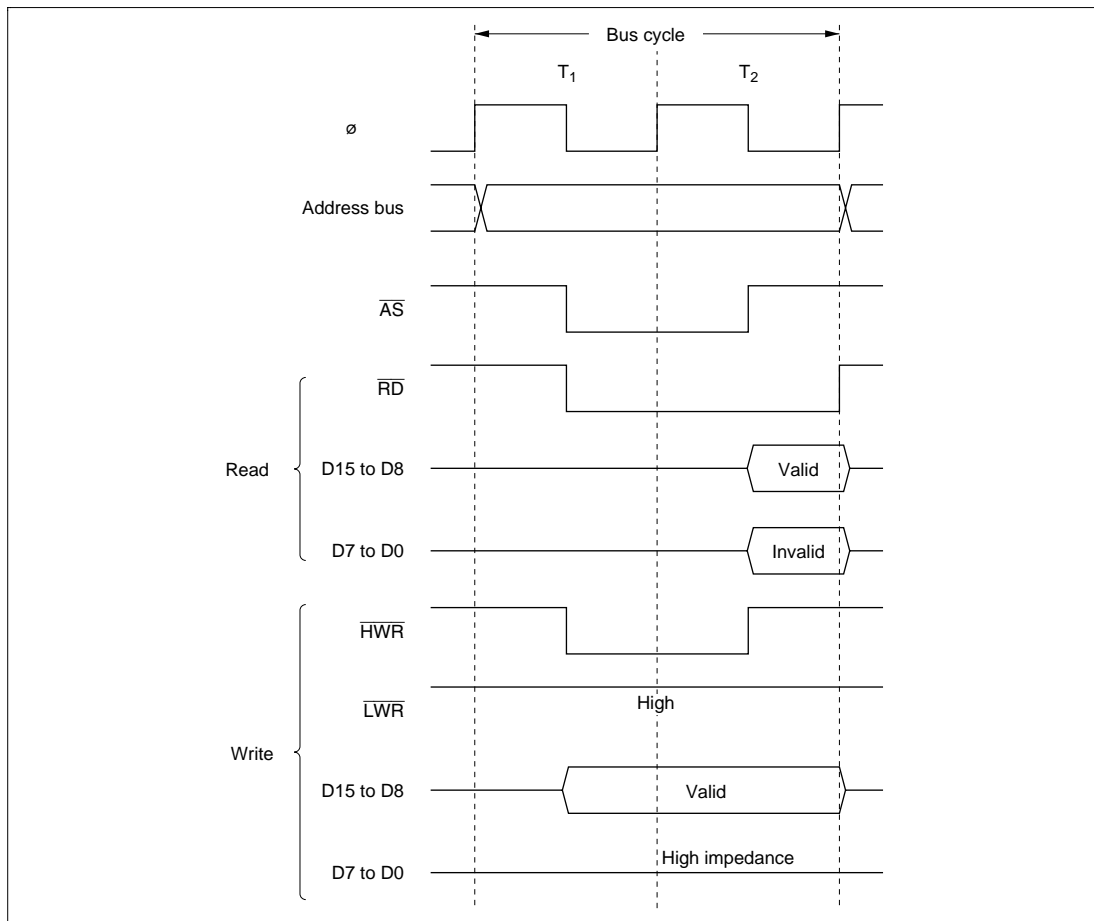 Bus cycle
T1 T2
ø
Address bus
AS
RD
Read
D15 to D8 Valid
D7 to D0 Invalid
HWR
LWR High
Write
D15 to D8 Valid
D7 to D0 High impedance